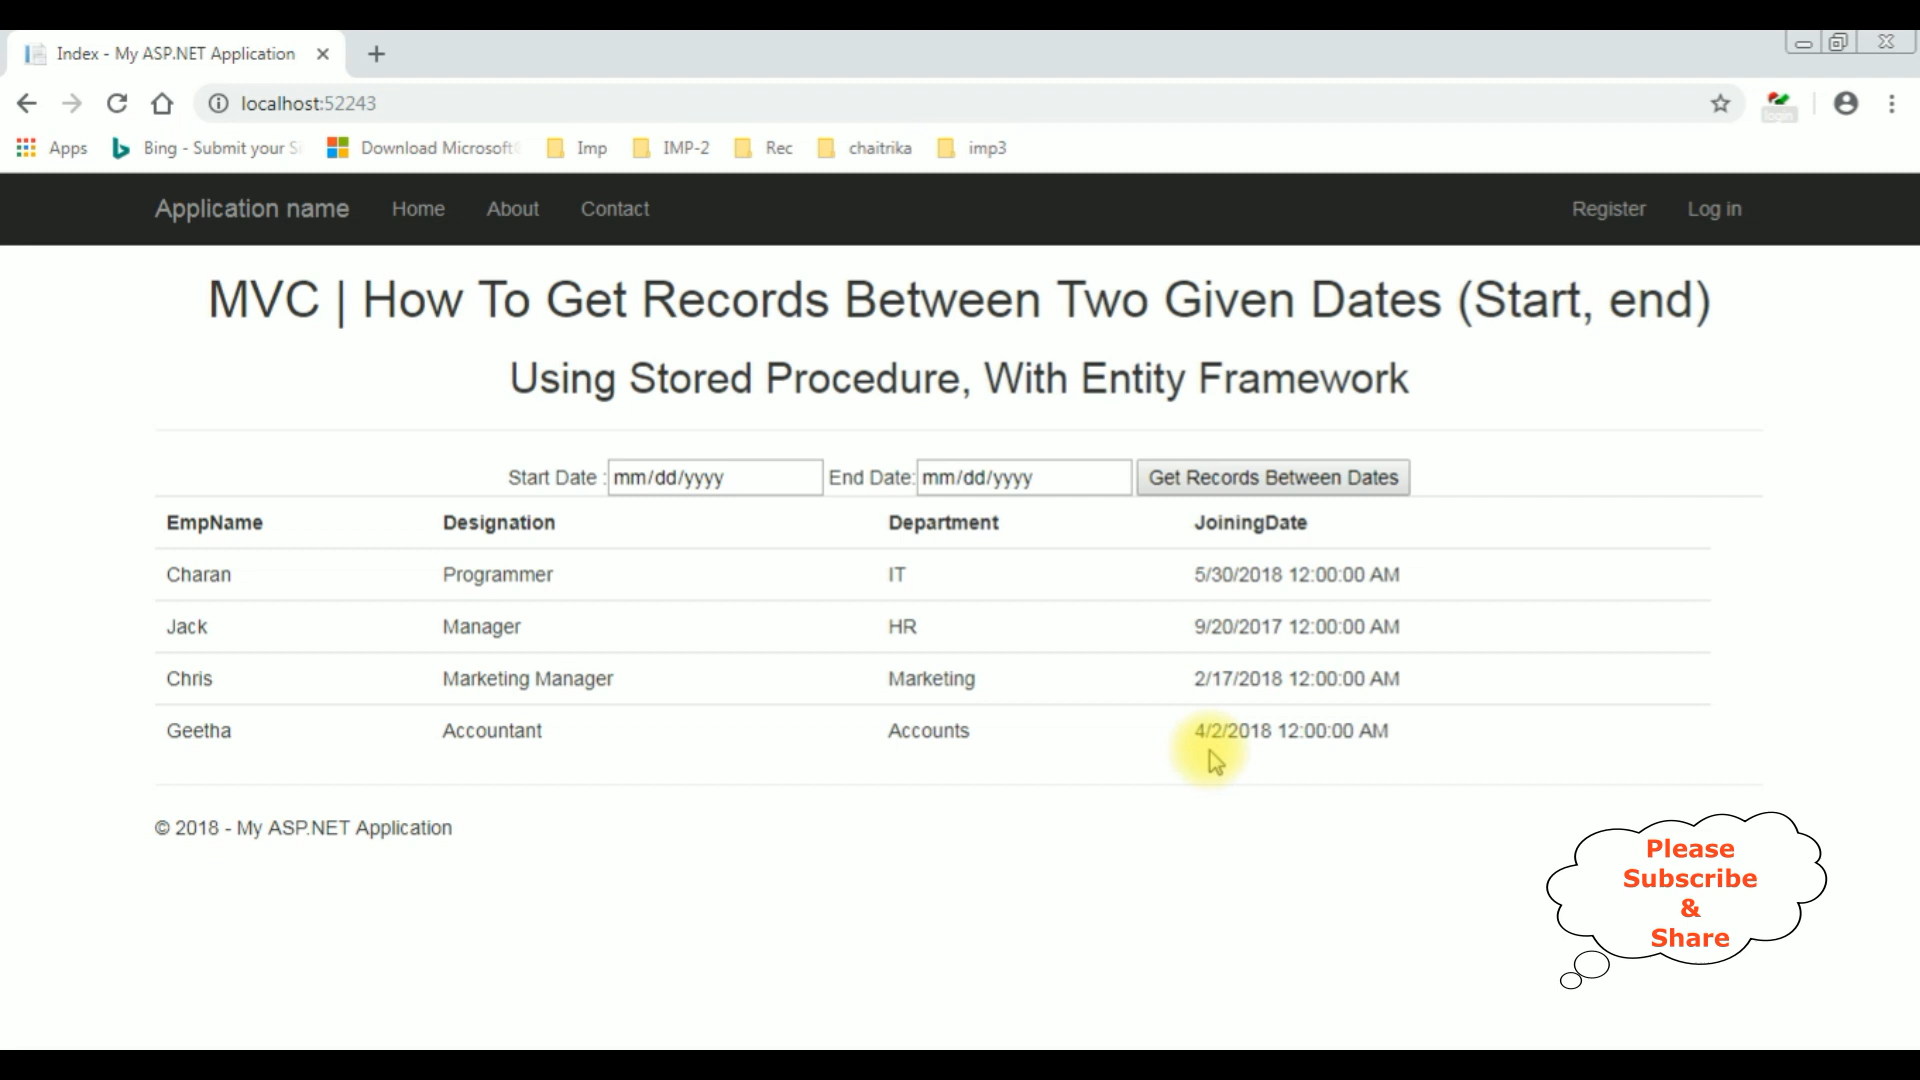 Index - My ASP.NET Application
localhost:52243
login
Apps Bing - Submit your Si Download Microsoft Imp IMP-2 Rec chaitrika imp3
Application name Home About Contact Register Log in
MVC | How To Get Records Between Two Given Dates (Start, end)
Using Stored Procedure, With Entity Framework
Start Date : mm/dd/yyyy End Date: mm/dd/yyyy Get Records Between Dates
EmpName Designation Department JoiningDate
Charan Programmer IT 5/30/2018 12:00:00 AM
Jack Manager HR 9/20/2017 12:00:00 AM
Chris Marketing Manager Marketing 2/17/2018 12:00:00 AM
Geetha Accountant Accounts 4/2/2018 12:00:00 AM
© 2018 - My ASP.NET Application
Please
Subscribe
&
Share